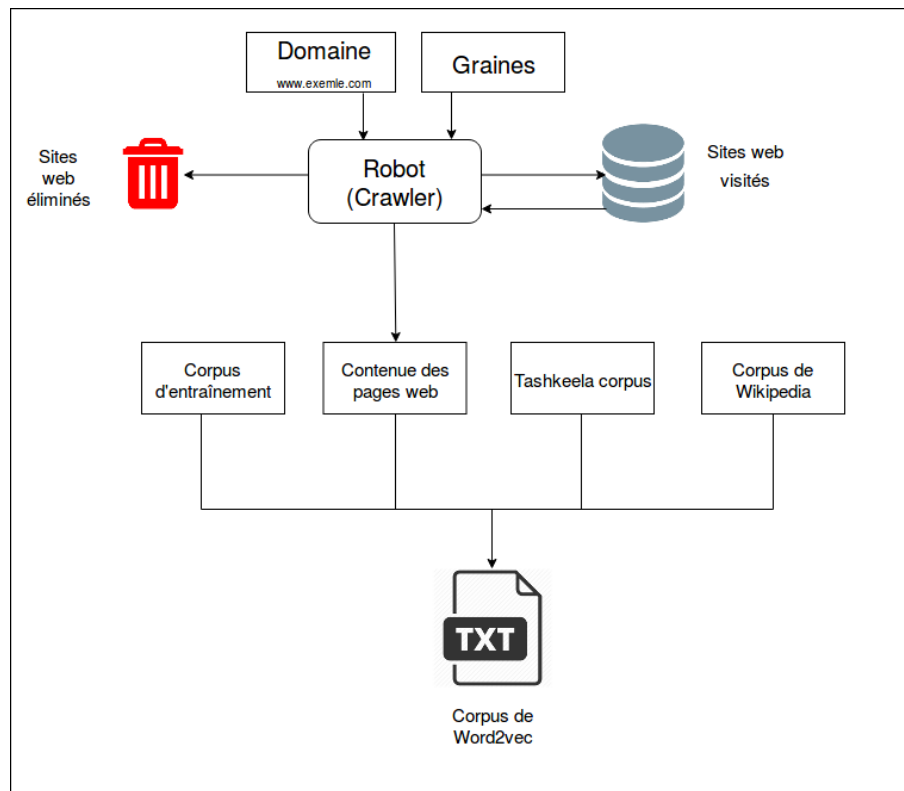 Domaine
www.exemle.com
Graines
Sites
web
éliminés
Robot
(Crawler)
Sites web
visités
Corpus
d'entraînement
Contenue des
pages web
Tashkeela corpus
Corpus de
Wikipedia
TXT
Corpus de
Word2vec